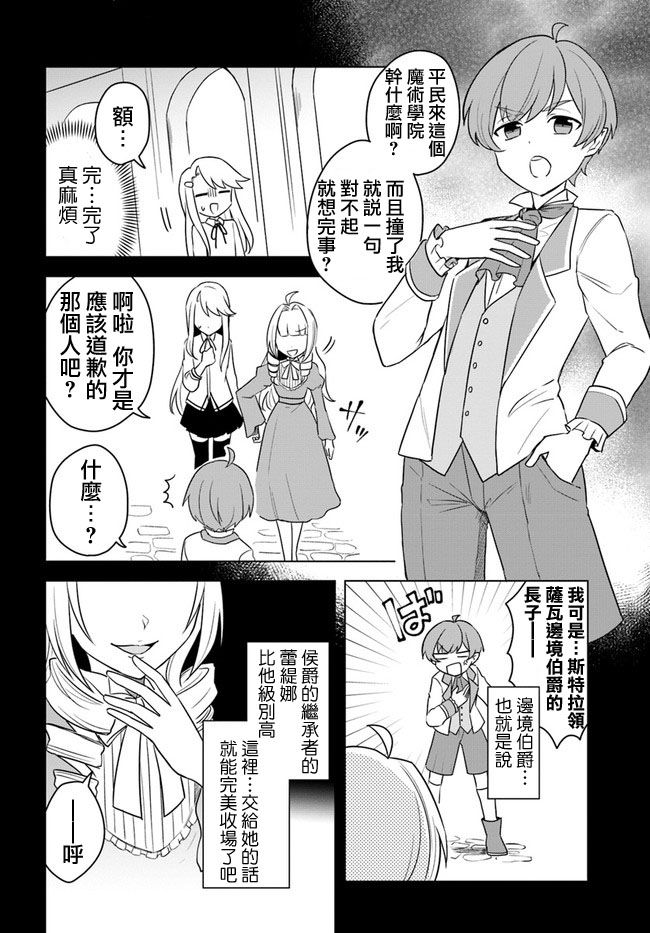 平民來這個
魔術學院
幹什麼啊?
而且撞了我
就説一句
對不起
就想完事?
額…
完…完了
真麻煩
啊啦 你才是
應該道歉的
那個人吧?
什麼…?
我可是…斯特拉領
薩瓦邊境伯爵的
長子——
ば
邊境伯爵…
也就是說
侯爵的繼承者的
蕾緹娜
比他級別高
這裡…交給她的話
就能完美收場了吧
——呼